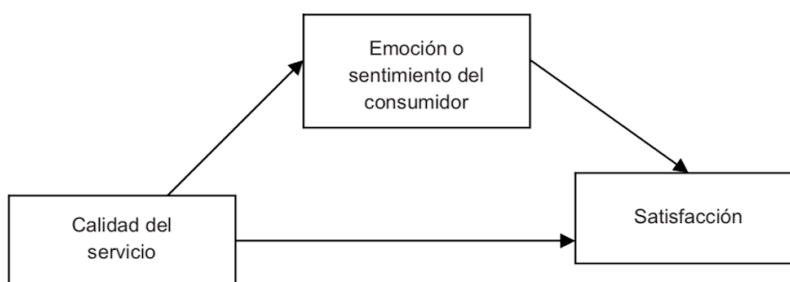 Emoción o
sentimiento del
consumidor
Calidad del
servicio
Satisfacción